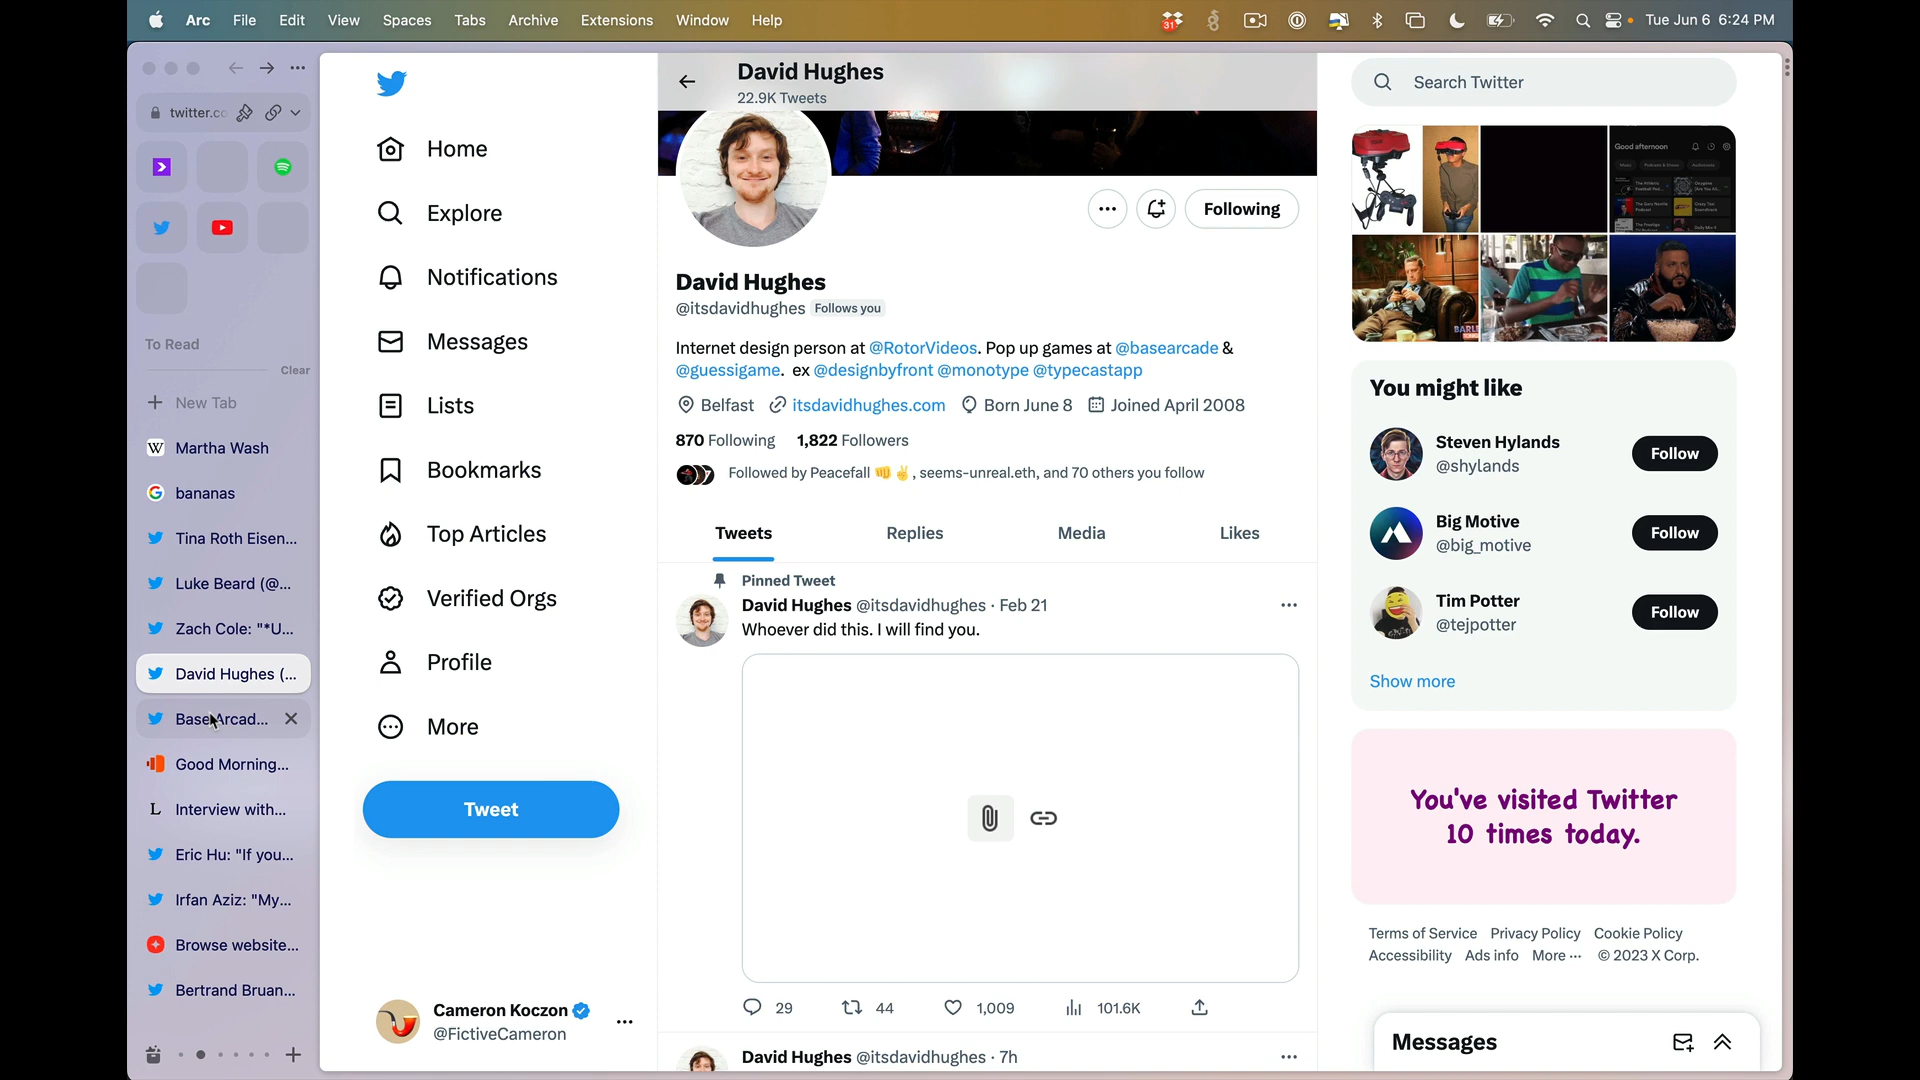 Arc File Edit View Spaces Tabs Archive Extensions Window Help
31
Tue Jun 6 6:24 PM
twitter.co
To Read
Clear
New Tab
Martha Wash
bananas
Tina Roth Eisen...
Luke Beard (@...
Zach Cole: "*U...
David Hughes (...
Base Arcad...
Good Morning...
Interview with...
Eric Hu: "If you...
Irfan Aziz: "My...
Browse website...
Bertrand Bruan...
Home
Explore
Notifications
Messages
Lists
Bookmarks
Top Articles
Verified Orgs
Profile
More
Tweet
Cameron Koczon
@FictiveCameron
David Hughes
22.9K Tweets
Following
David Hughes
@itsdavidhughes Follows you
Internet design person at @RotorVideos. Pop up games at @basearcade &
@guessigame. ex @designbyfront @monotype @typecastapp
Belfast itsdavidhughes.com Born June 8 Joined April 2008
870 Following 1,822 Followers
Followed by Peacefall 👊✌️, seems-unreal.eth, and 70 others you follow
Tweets Replies Media Likes
Pinned Tweet
David Hughes @itsdavidhughes · Feb 21
Whoever did this. I will find you.
29 44 1,009 101.6K
David Hughes @itsdavidhughes · 7h
Search Twitter
Good afternoon
You might like
Steven Hylands
@shylands
Follow
Big Motive
@big_motive
Follow
Tim Potter
@tejpotter
Follow
Show more
You've visited Twitter
10 times today.
Terms of Service Privacy Policy Cookie Policy
Accessibility Ads info More ··· © 2023 X Corp.
Messages